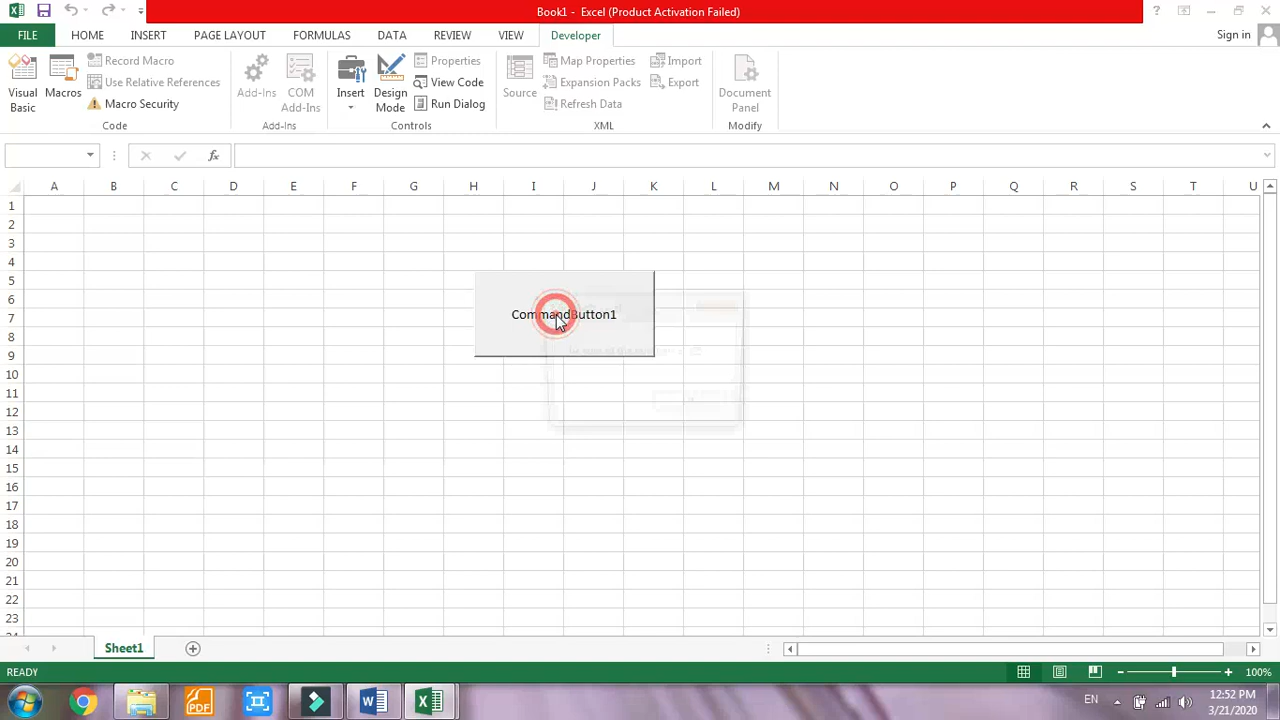 Book1 - Excel (Product Activation Failed)
FILE HOME INSERT PAGE LAYOUT FORMULAS DATA REVIEW VIEW Developer Sign in
Visual Basic
Macros
Record Macro
Use Relative References
Macro Security
Code
Add-Ins
COM Add-Ins
Add-Ins
Insert
Design Mode
Properties
View Code
Run Dialog
Controls
Source
Map Properties
Expansion Packs
Refresh Data
Import
Export
XML
Document Panel
Modify
fx
A B C D E F G H I J K L M N O P Q R S T U
1
2
3
4
5
6
7
8
9
10
11
12
13
14
15
16
17
18
19
20
21
22
23
24
CommandButton1
Sheet1
READY
100%
PDF
EN
12:52 PM
3/21/2020